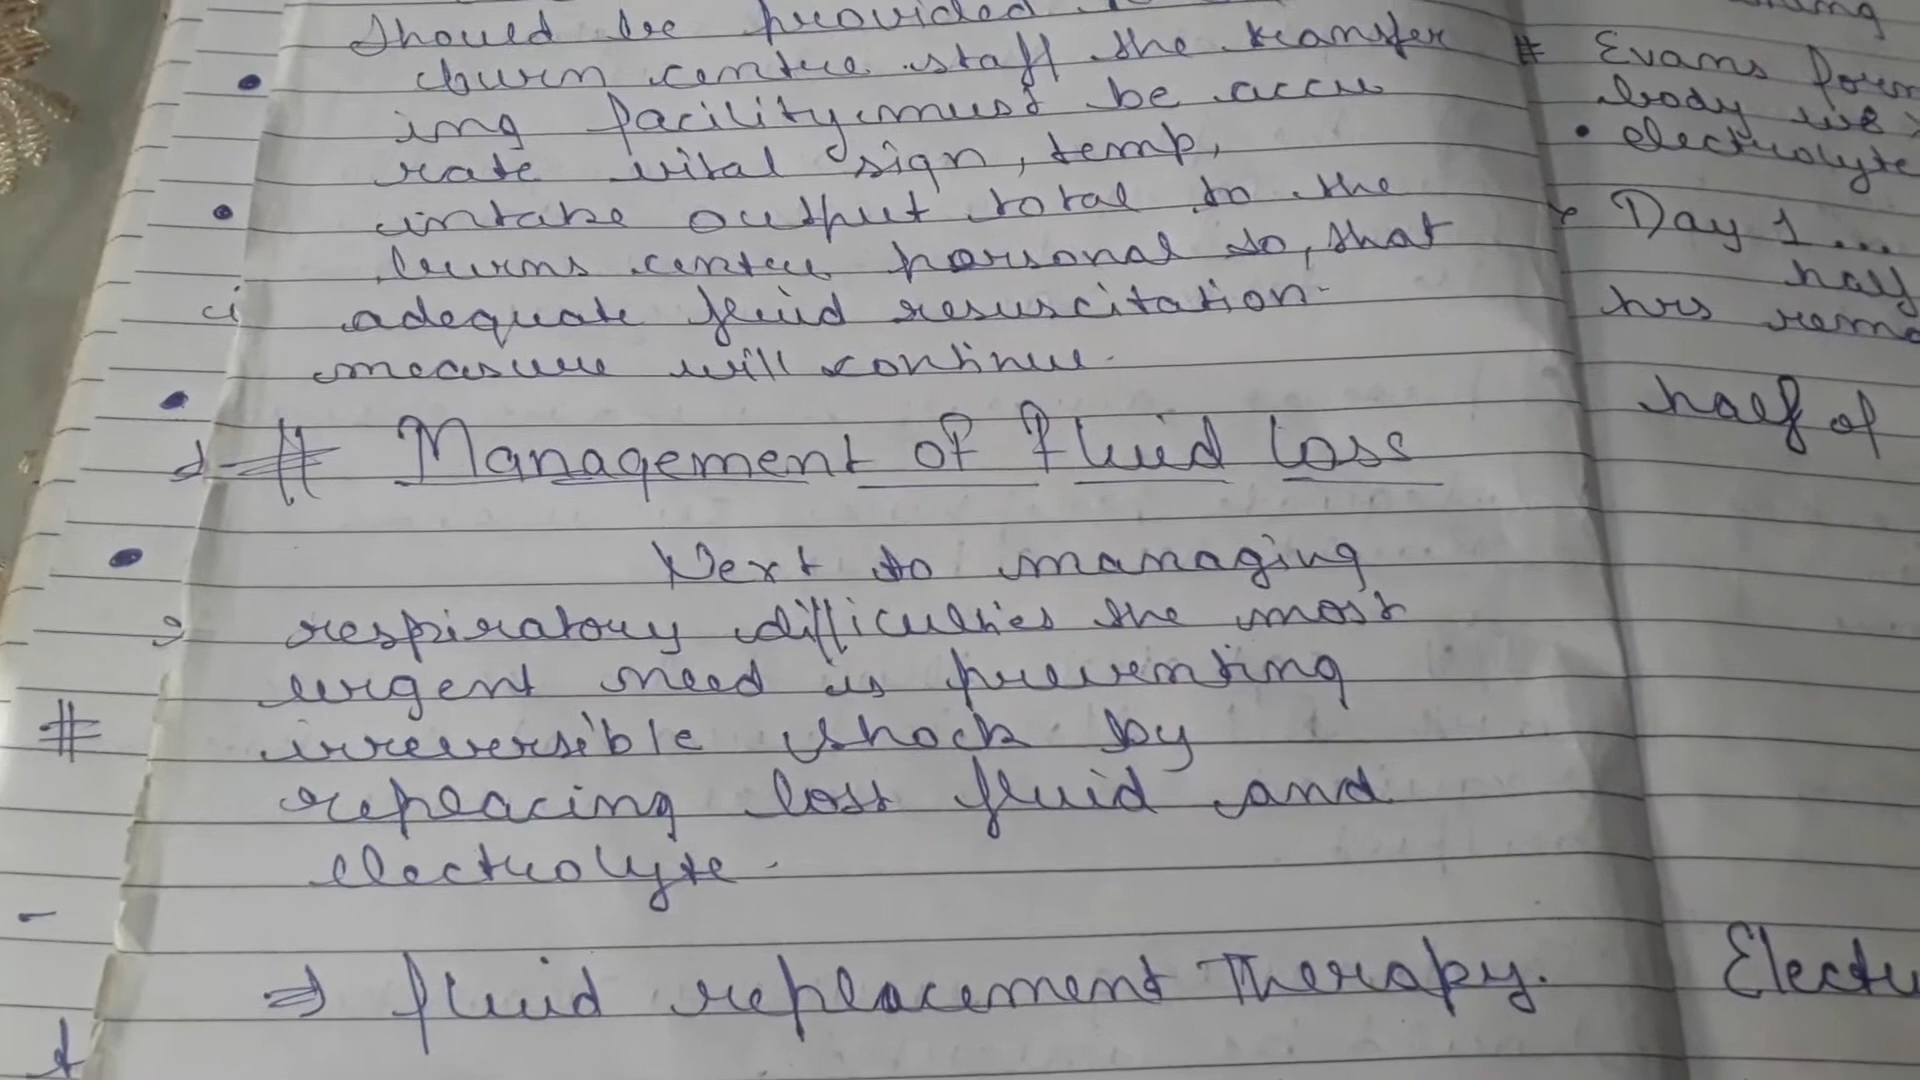 should be provided
burn centre staff the transfer
ing facility must be accu
rate vital sign, temp,
intake output total to the
burns centre personal so, that
adequate fluid resuscitation.
measure will continue.
# Management of Fluid Loss
Next to managing
respiratory difficulties the most
urgent need is preventing
irreversible shock by
replacing lost fluid and
electrolyte.
⇒ fluid replacement Therapy.
# Evans
body
• electrolyte
Day 1 ...
half
hrs
half of
#